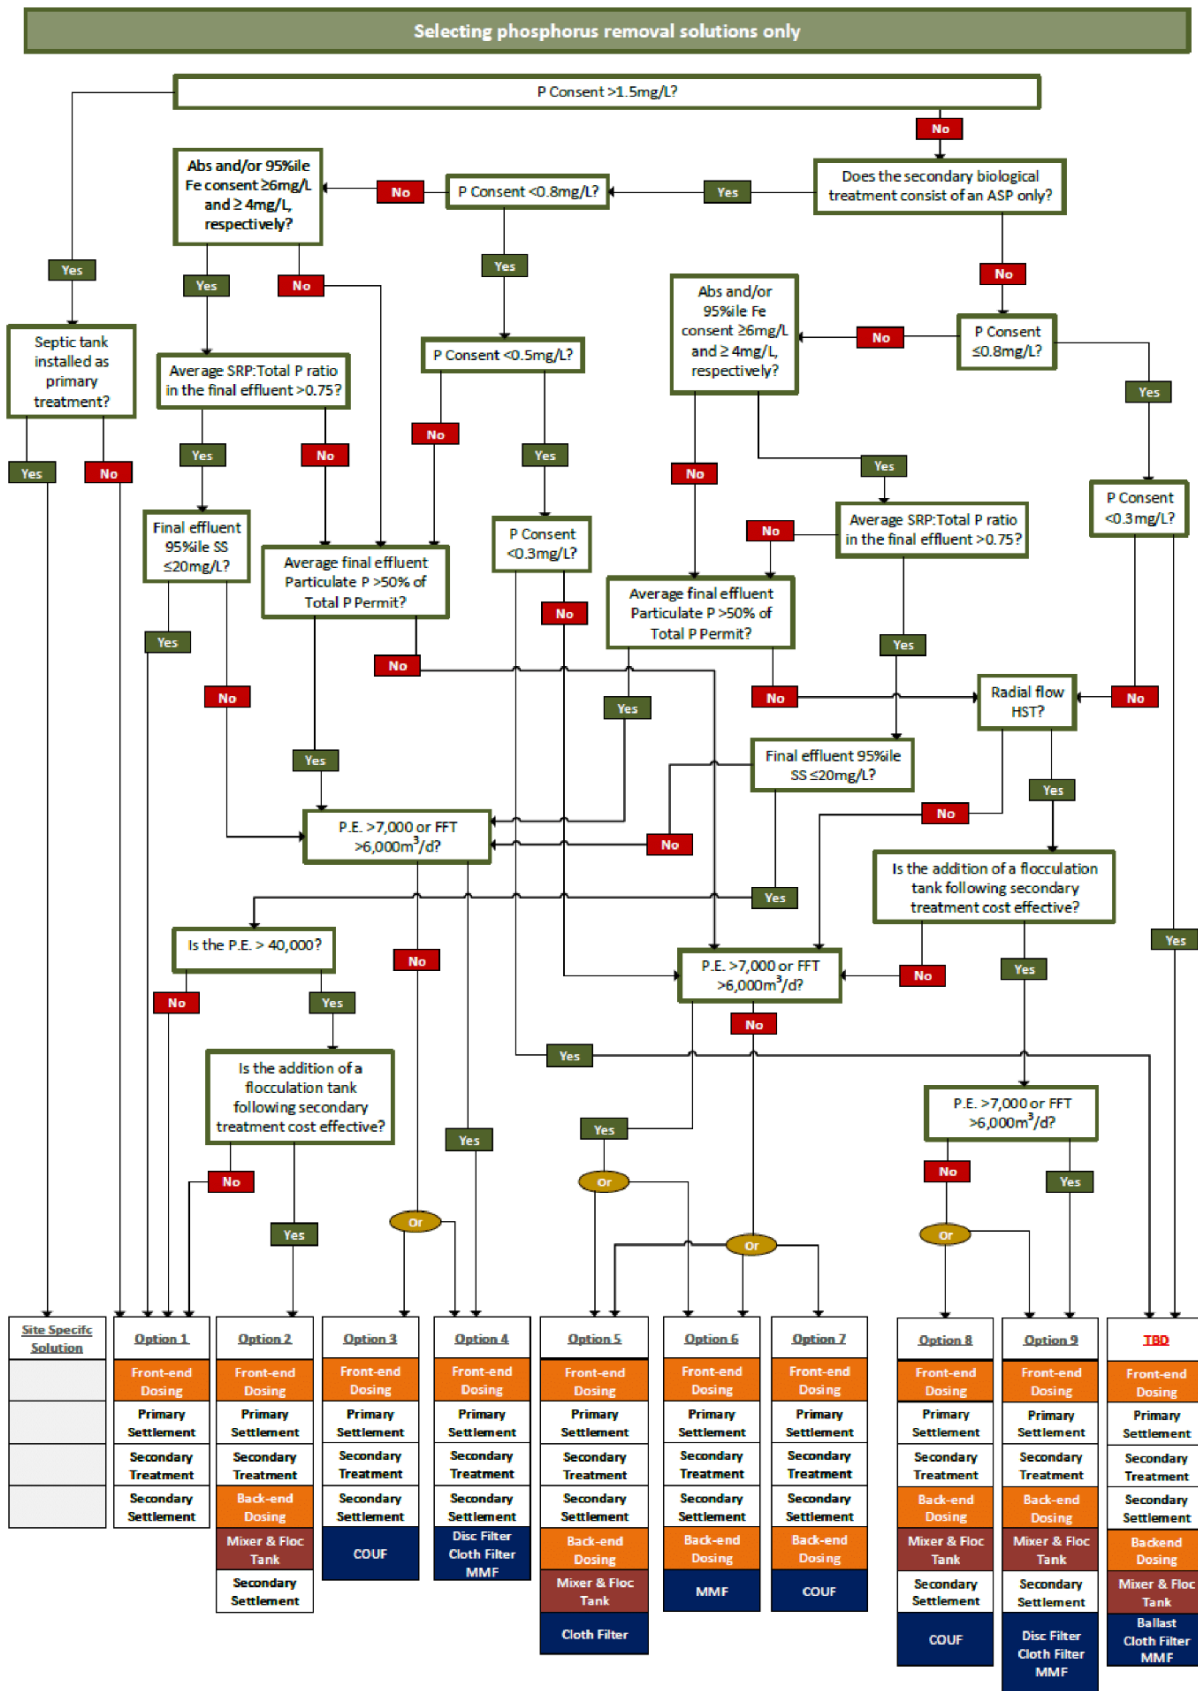 Selecting phosphorus removal solutions only
P Consent >1.5mg/L?
No
Abs and/or 95%ile
Fe consent ≥6mg/L
and ≥ 4mg/L,
respectively?
No
P Consent <0.8mg/L?
Yes
Does the secondary biological
treatment consist of an ASP only?
Yes
Yes
No
Yes
No
Septic tank
installed as
primary
treatment?
Average SRP:Total P ratio
in the final effluent >0.75?
P Consent <0.5mg/L?
Abs and/or
95%ile Fe
consent ≥6mg/L
and ≥ 4mg/L,
respectively?
No
P Consent
≤0.8mg/L?
Yes
Yes
No
Yes
No
No
Yes
No
Yes
Final effluent
95%ile SS
≤20mg/L?
Average final effluent
Particulate P >50% of
Total P Permit?
P Consent
<0.3mg/L?
No
Average SRP:Total P ratio
in the final effluent >0.75?
P Consent
<0.3mg/L?
Average final effluent
Particulate P >50% of
Total P Permit?
No
Yes
No
Yes
No
Yes
No
Radial flow
HST?
No
Yes
Final effluent 95%ile
SS ≤20mg/L?
Yes
P.E. >7,000 or FFT
>6,000m³/d?
No
No
Is the addition of a flocculation
tank following secondary
treatment cost effective?
Yes
Is the P.E. > 40,000?
No
P.E. >7,000 or FFT
>6,000m³/d?
No
Yes
Yes
No
Yes
No
Is the addition of a
flocculation tank
following secondary
treatment cost effective?
Yes
P.E. >7,000 or FFT
>6,000m³/d?
Yes
Yes
No
No
Yes
Or
Yes
Or
Or
Or
Site Specifc
Solution
Option 1
Front-end
Dosing
Primary
Settlement
Secondary
Treatment
Secondary
Settlement
Option 2
Front-end
Dosing
Primary
Settlement
Secondary
Treatment
Back-end
Dosing
Mixer & Floc
Tank
Secondary
Settlement
Option 3
Front-end
Dosing
Primary
Settlement
Secondary
Treatment
Secondary
Settlement
COUF
Option 4
Front-end
Dosing
Primary
Settlement
Secondary
Treatment
Secondary
Settlement
Disc Filter
Cloth Filter
MMF
Option 5
Front-end
Dosing
Primary
Settlement
Secondary
Treatment
Secondary
Settlement
Back-end
Dosing
Mixer & Floc
Tank
Cloth Filter
Option 6
Front-end
Dosing
Primary
Settlement
Secondary
Treatment
Secondary
Settlement
Back-end
Dosing
MMF
Option 7
Front-end
Dosing
Primary
Settlement
Secondary
Treatment
Secondary
Settlement
Back-end
Dosing
COUF
Option 8
Front-end
Dosing
Primary
Settlement
Secondary
Treatment
Back-end
Dosing
Mixer & Floc
Tank
Secondary
Settlement
COUF
Option 9
Front-end
Dosing
Primary
Settlement
Secondary
Treatment
Back-end
Dosing
Mixer & Floc
Tank
Secondary
Settlement
Disc Filter
Cloth Filter
MMF
TBD
Front-end
Dosing
Primary
Settlement
Secondary
Treatment
Secondary
Settlement
Backend
Dosing
Mixer & Floc
Tank
Ballast
Cloth Filter
MMF